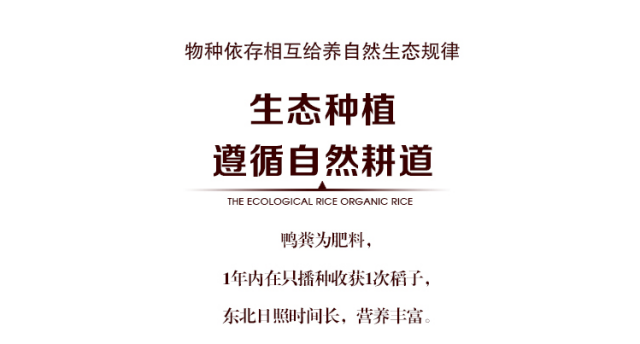 物种依存相互给养自然生态规律
生态种植
遵循自然耕道
THE ECOLOGICAL RICE ORGANIC RICE
鸭粪为肥料，
1年内在只播种收获1次稻子，
东北日照时间长，营养丰富。